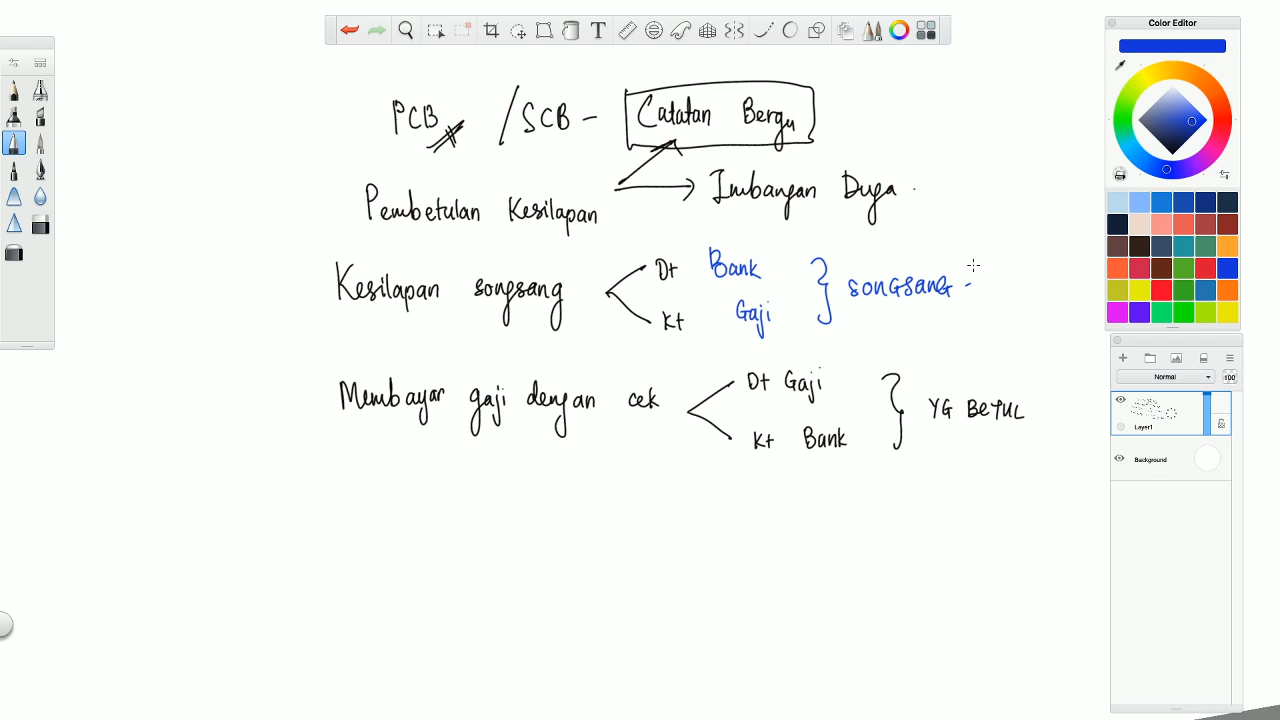 Color Editor
PCB / SCB - Catatan Bergu
Pembetulan Kesilapan → Imbangan Duga.
Kesilapan songsang Dt Bank
Kt Gaji } SONGSANG -
Membayar gaji dengan cek Dt Gaji
Kt Bank } YG BETUL
Normal 100
Layer1
Background